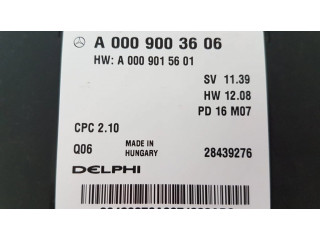 A 000 900 36 06
HW: A 000 901 56 01
SV 11.39
HW 12.08
PD 16 M07
CPC 2.10
Q06
MADE IN
HUNGARY
28439276
DELPHI